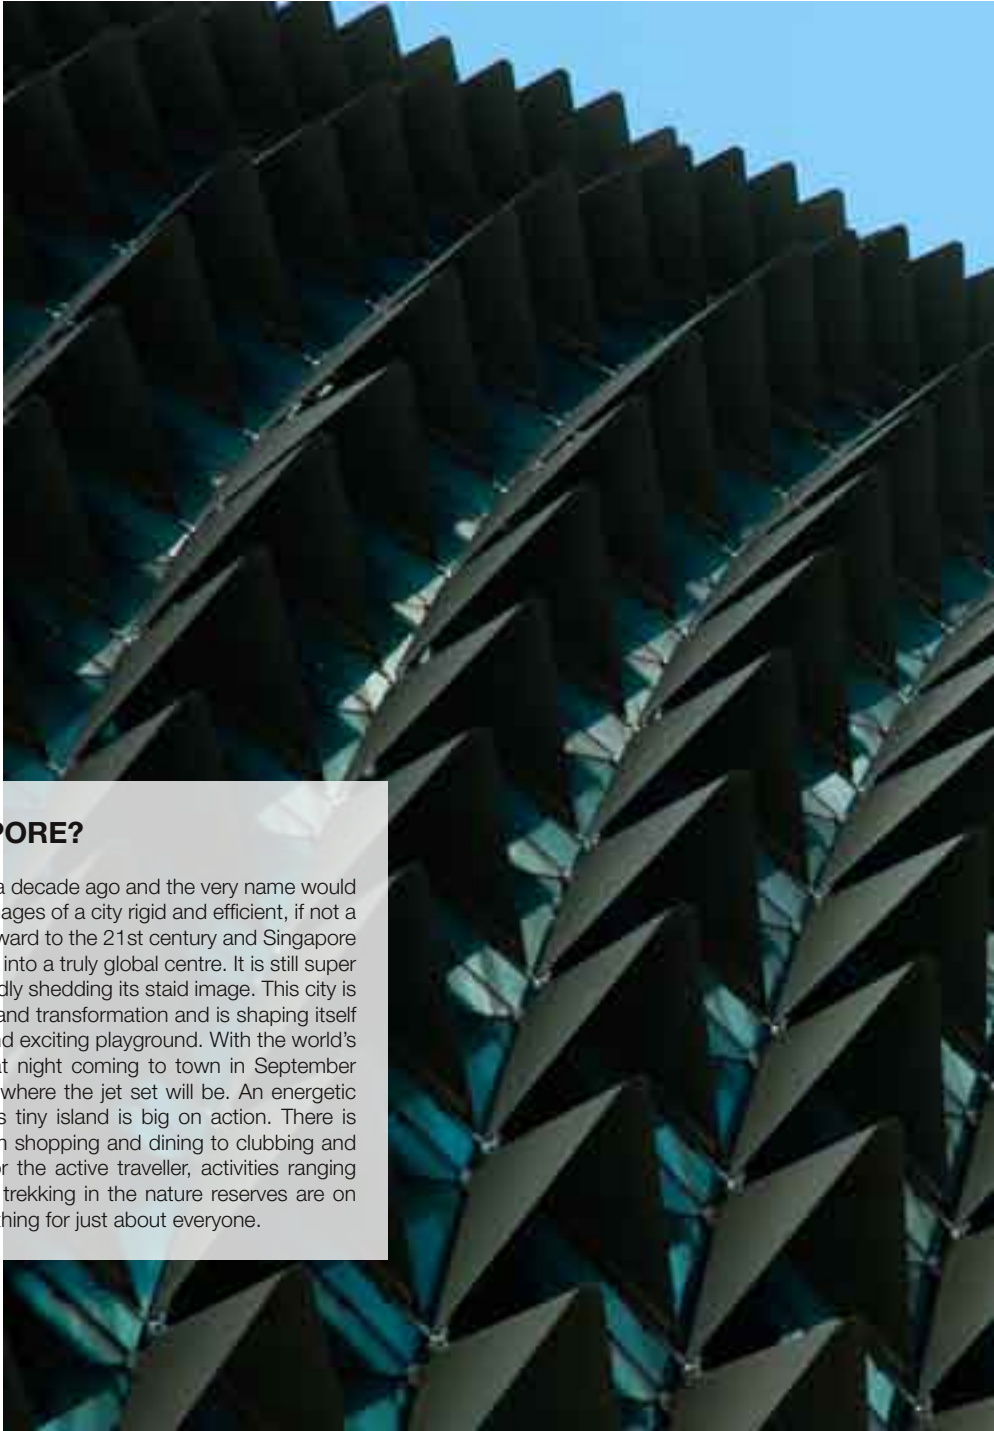 PORE?
a decade ago and the very name would
ages of a city rigid and efficient, if not a
ward to the 21st century and Singapore
into a truly global centre. It is still super
dly shedding its staid image. This city is
and transformation and is shaping itself
d exciting playground. With the world's
at night coming to town in September
where the jet set will be. An energetic
s tiny island is big on action. There is
n shopping and dining to clubbing and
or the active traveller, activities ranging
trekking in the nature reserves are on
thing for just about everyone.